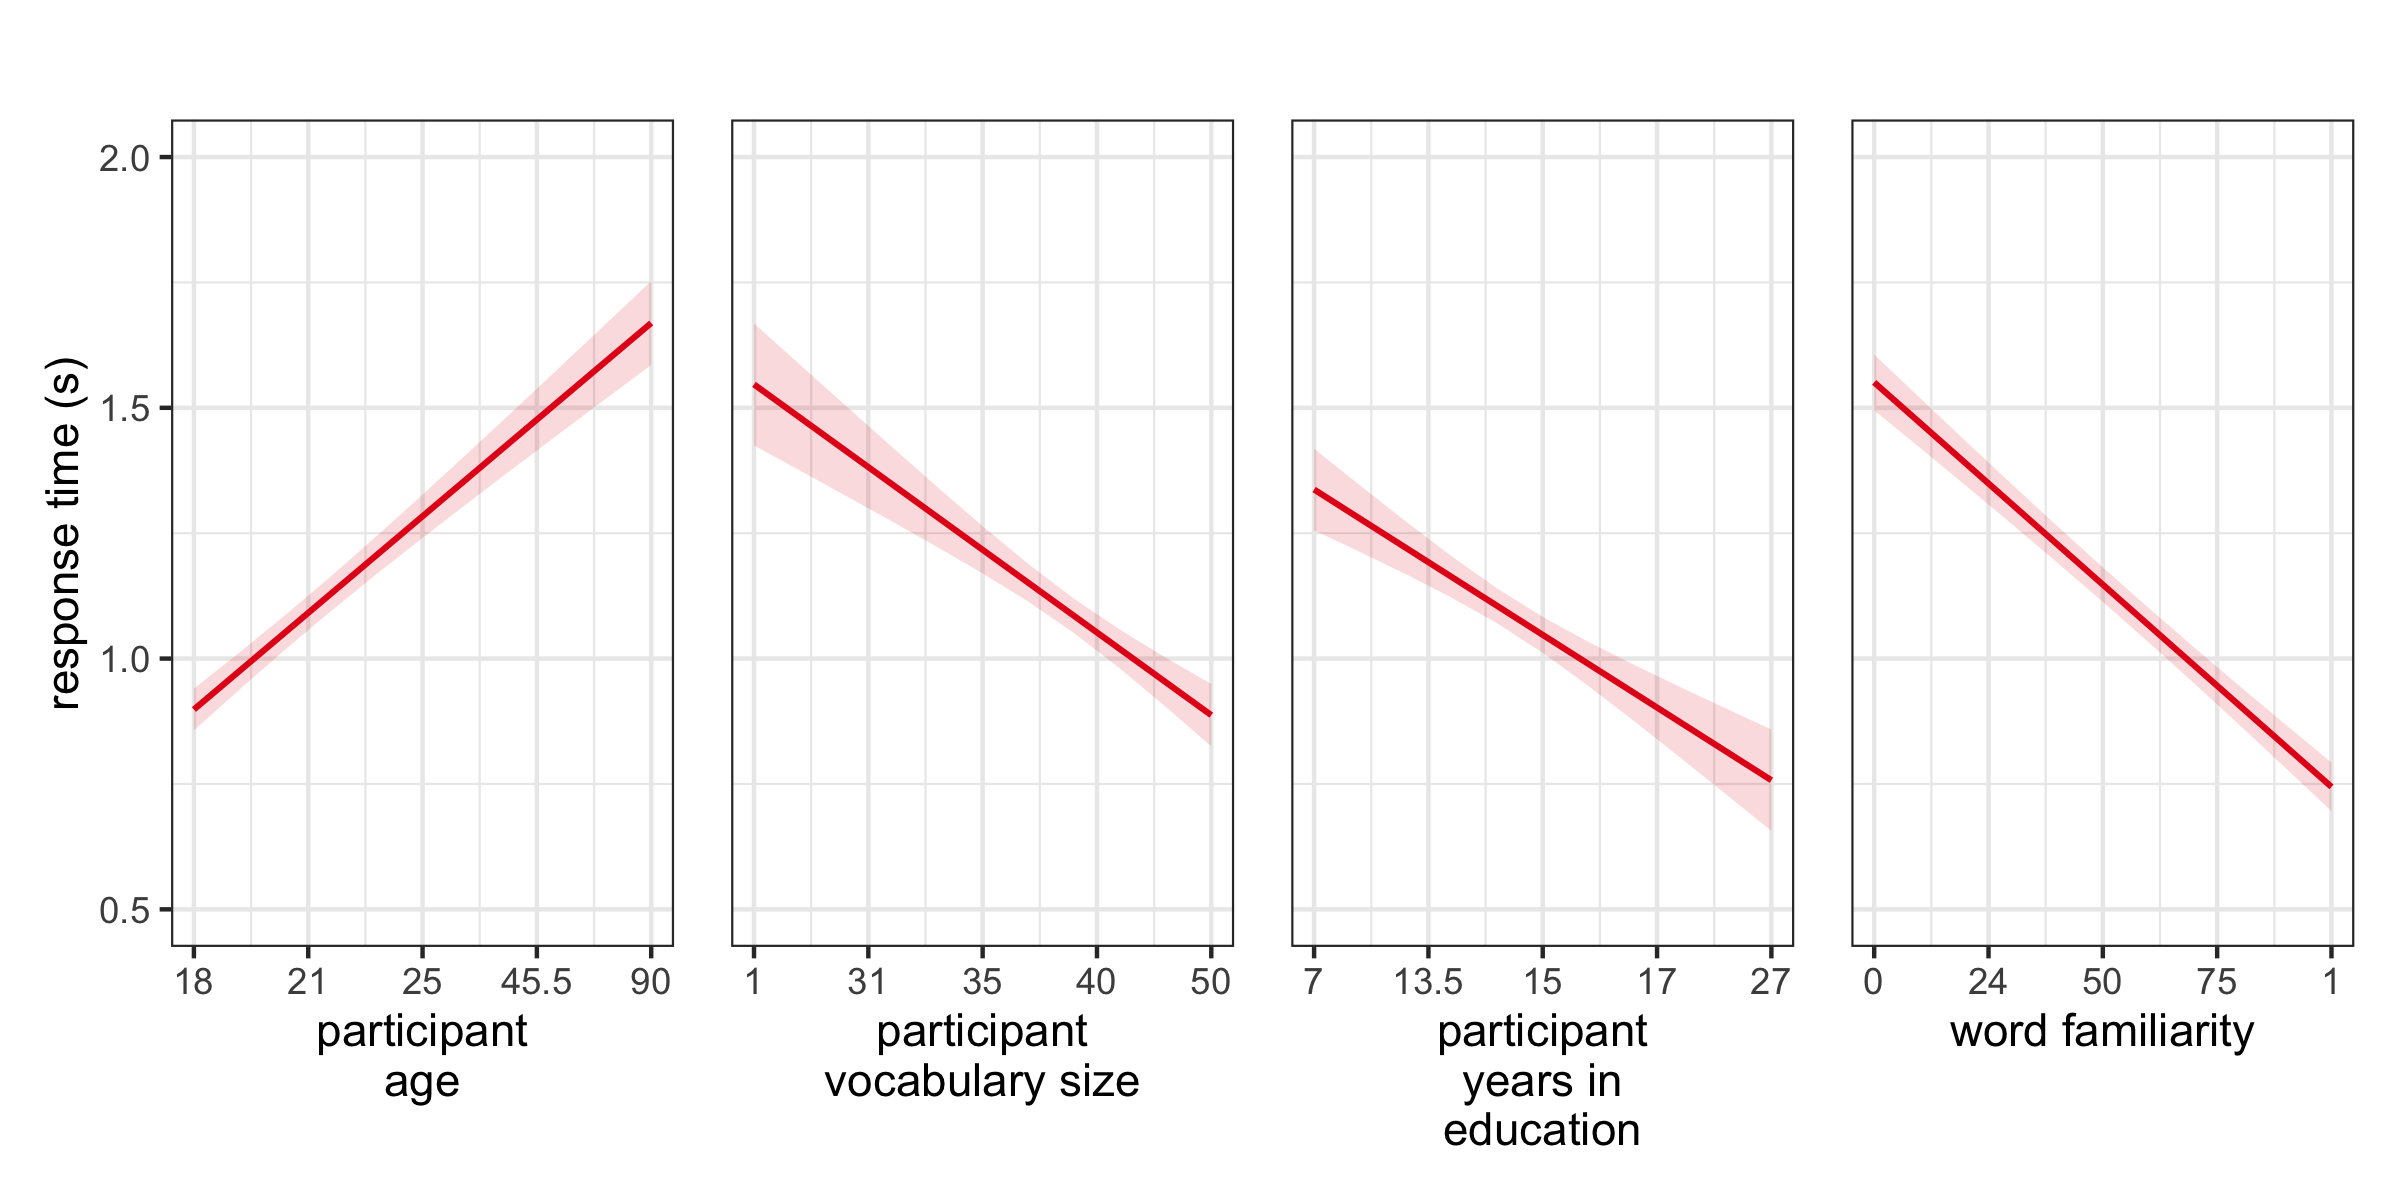 response time (s)
2.0
1.5
1.0
0.5
18 21 25 45.5 90
participant
age
1 31 35 40 50
participant
vocabulary size
7 13.5 15 17 27
participant
years in
education
0 24 50 75 1
word familiarity